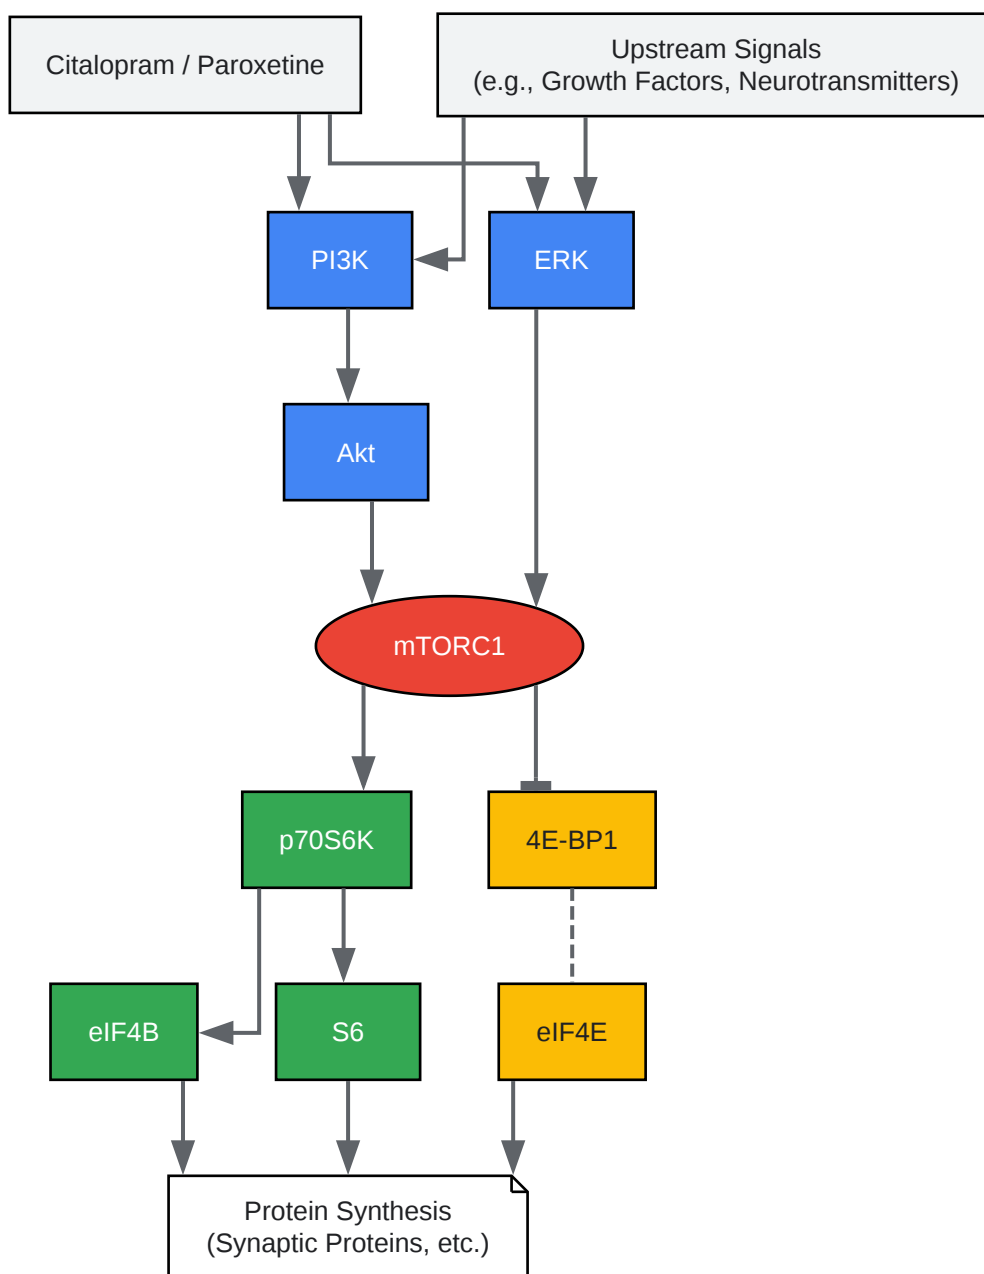 Citalopram / Paroxetine
Upstream Signals
(e.g., Growth Factors, Neurotransmitters)
PI3K
ERK
Akt
mTORC1
p70S6K
4E-BP1
eIF4B
S6
eIF4E
Protein Synthesis
(Synaptic Proteins, etc.)